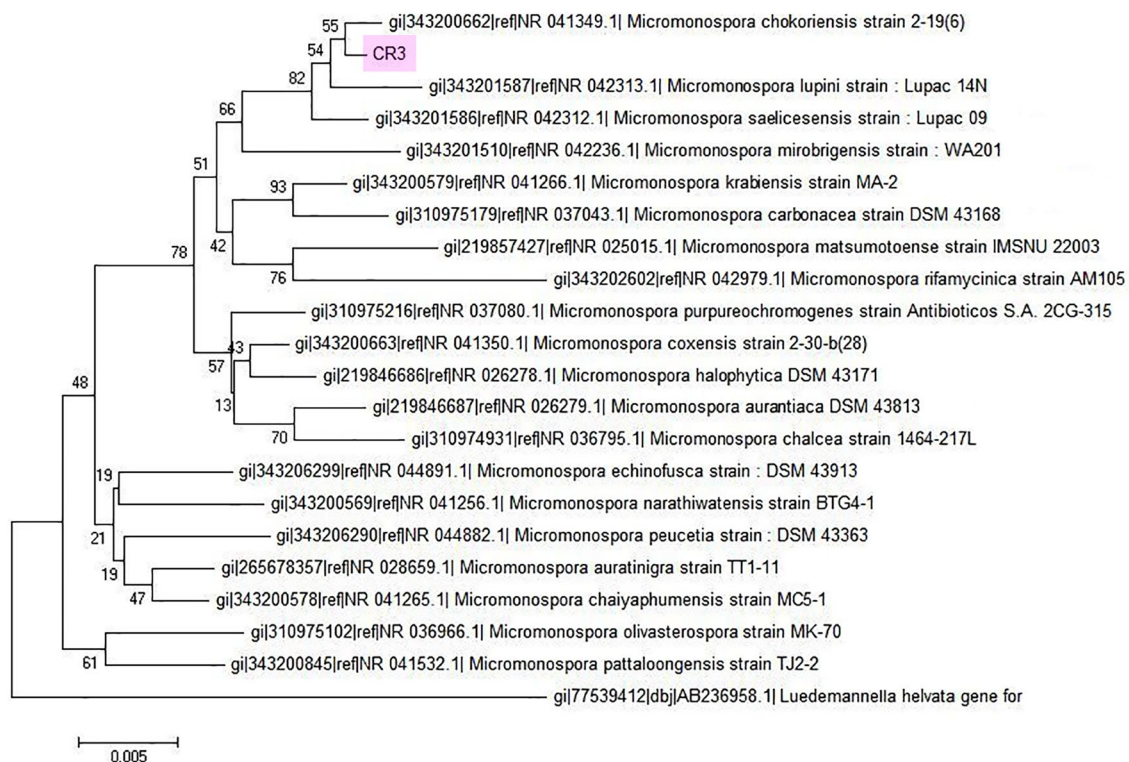 55
gi|343200662|ref|NR 041349.1| Micromonospora chokoriensis strain 2-19(6)
54
CR3
82
gi|343201587|ref|NR 042313.1| Micromonospora lupini strain : Lupac 14N
66
gi|343201586|ref|NR 042312.1| Micromonospora saelicesensis strain : Lupac 09
51
gi|343201510|ref|NR 042236.1| Micromonospora mirobrigensis strain : WA201
93
gi|343200579|ref|NR 041266.1| Micromonospora krabiensis strain MA-2
gi|310975179|ref|NR 037043.1| Micromonospora carbonacea strain DSM 43168
42
78
gi|219857427|ref|NR 025015.1| Micromonospora matsumotoense strain IMSNU 22003
76
gi|343202602|ref|NR 042979.1| Micromonospora rifamycinica strain AM105
gi|310975216|ref|NR 037080.1| Micromonospora purpureochromogenes strain Antibioticos S.A. 2CG-315
43
gi|343200663|ref|NR 041350.1| Micromonospora coxensis strain 2-30-b(28)
57
gi|219846686|ref|NR 026278.1| Micromonospora halophytica DSM 43171
48
13
gi|219846687|ref|NR 026279.1| Micromonospora aurantiaca DSM 43813
70
gi|310974931|ref|NR 036795.1| Micromonospora chalcea strain 1464-217L
19
gi|343206299|ref|NR 044891.1| Micromonospora echinofusca strain : DSM 43913
gi|343200569|ref|NR 041256.1| Micromonospora narathiwatensis strain BTG4-1
21
gi|343206290|ref|NR 044882.1| Micromonospora peucetia strain : DSM 43363
19
gi|265678357|ref|NR 028659.1| Micromonospora auratinigra strain TT1-11
47
gi|343200578|ref|NR 041265.1| Micromonospora chaiyaphumensis strain MC5-1
gi|310975102|ref|NR 036966.1| Micromonospora olivasterospora strain MK-70
61
gi|343200845|ref|NR 041532.1| Micromonospora pattaloongensis strain TJ2-2
gi|77539412|dbj|AB236958.1| Luedemannella helvata gene for
0.005